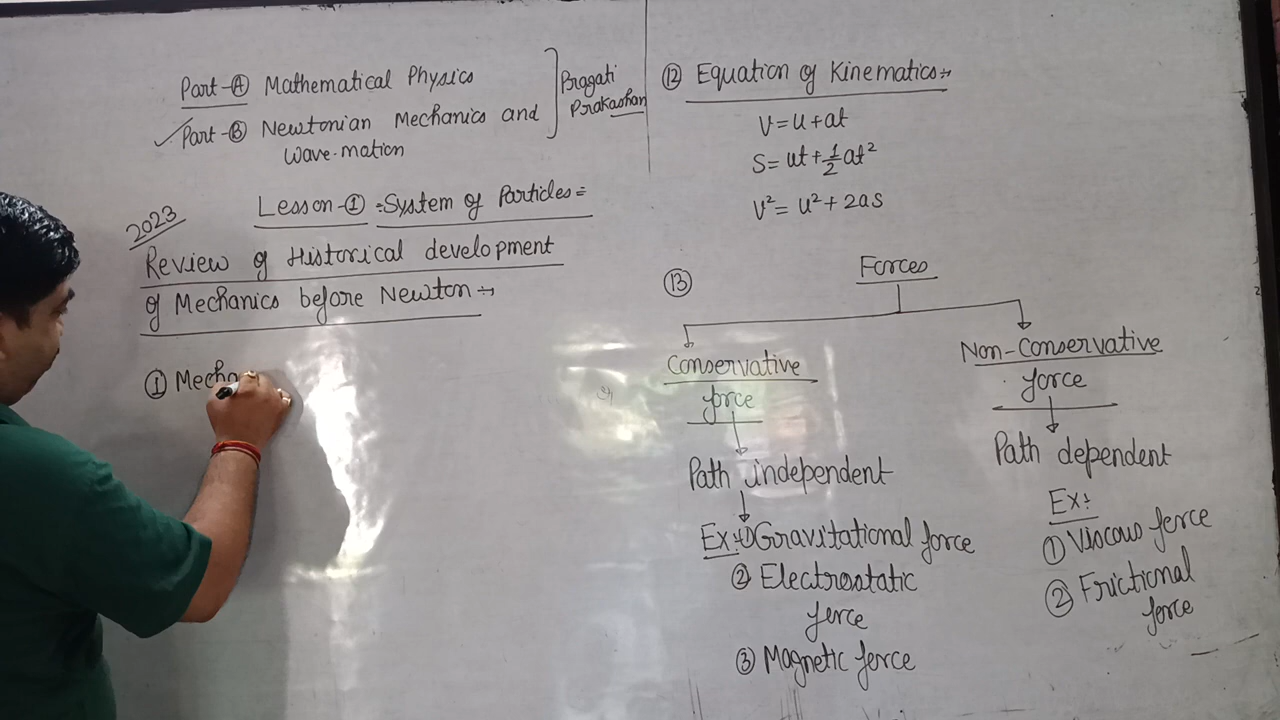 Part-Ⓐ Mathematical Physics
Part-Ⓑ Newtonian Mechanics and
Wave-mation
Pragati
Prakashan
2023
Lesson-① :-System of Particles:-
Review of Historical development
of Mechanics before Newton :-
① Mecha
⑫ Equation of Kinematics:-
V=u+at
S=ut+½at²
V²=u²+2as
⑬ Forces
Conservative
force
Path independent
Ex:-① Gravitational force
② Electrostatic
force
③ Magnetic force
Non-Conservative
force
Path dependent
Ex:
① Viscous force
② Frictional
force